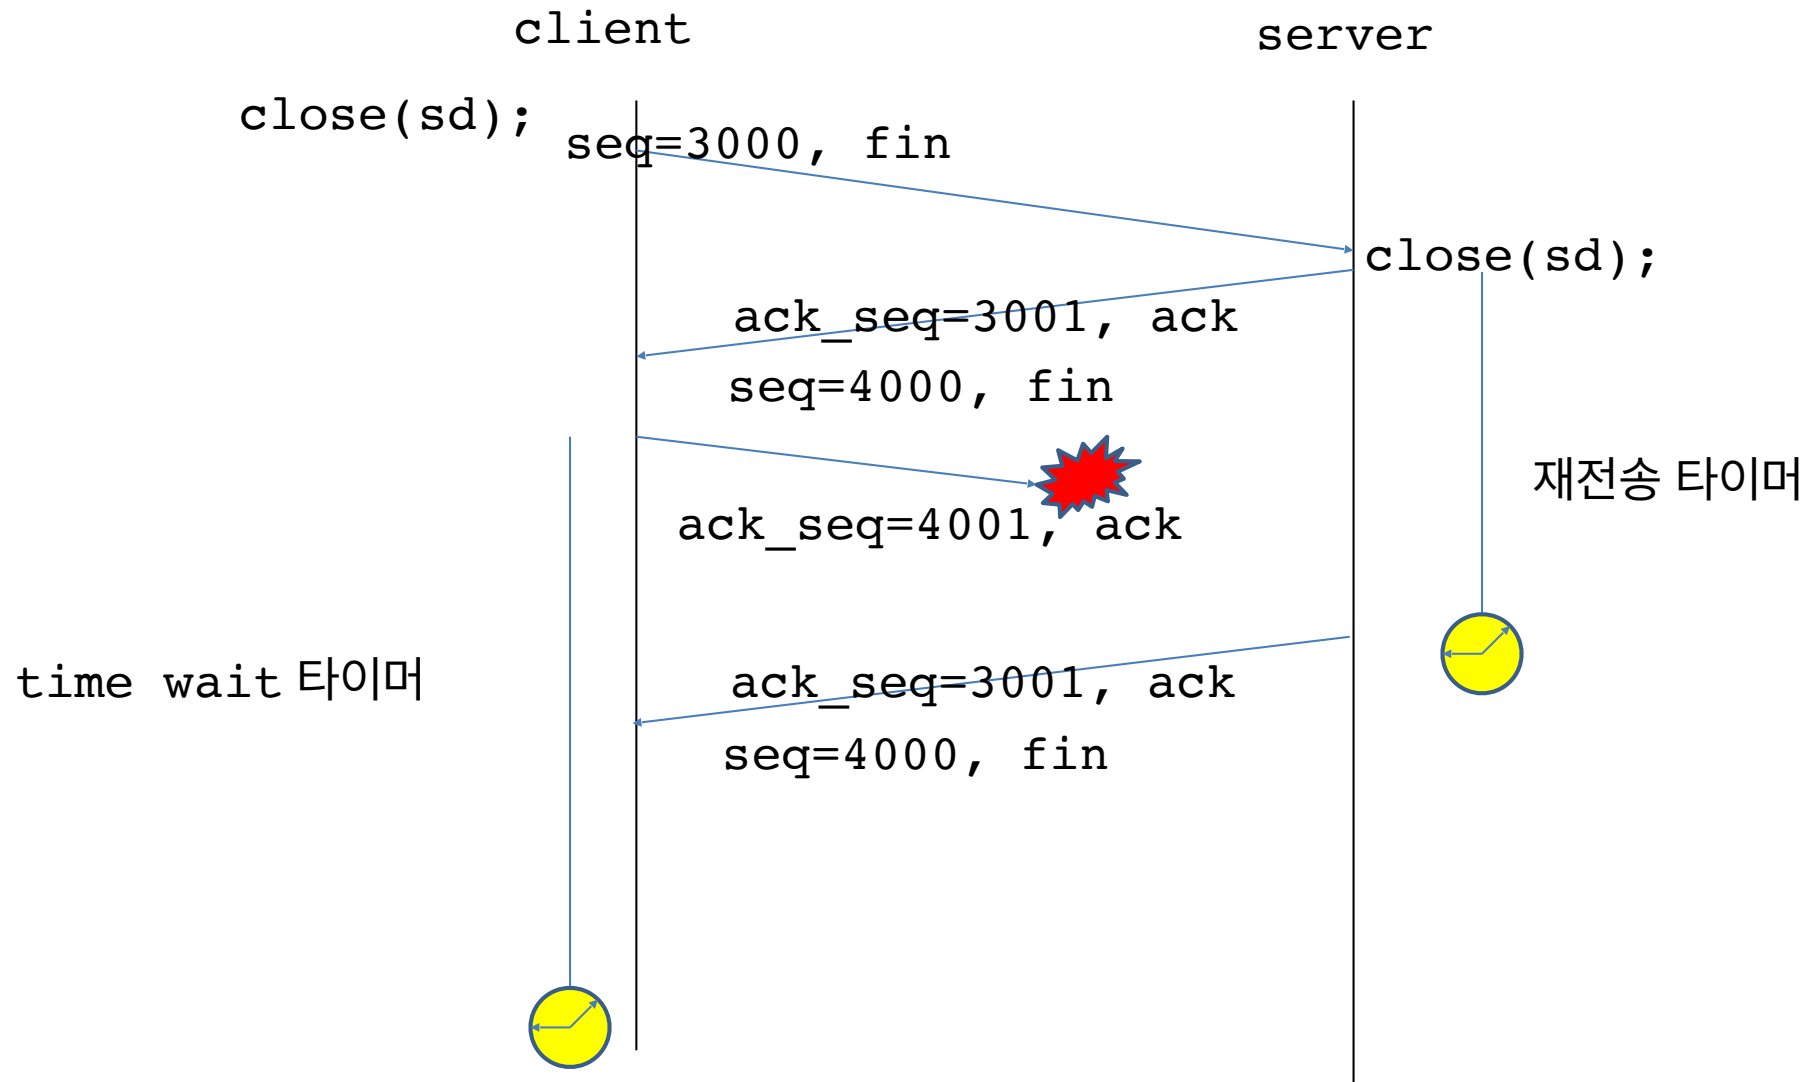 client
server
close(sd);
seq=3000, fin
close(sd);
ack_seq=3001, ack
seq=4000, fin
재전송 타이머
ack_seq=4001, ack
time wait 타이머
ack_seq=3001, ack
seq=4000, fin